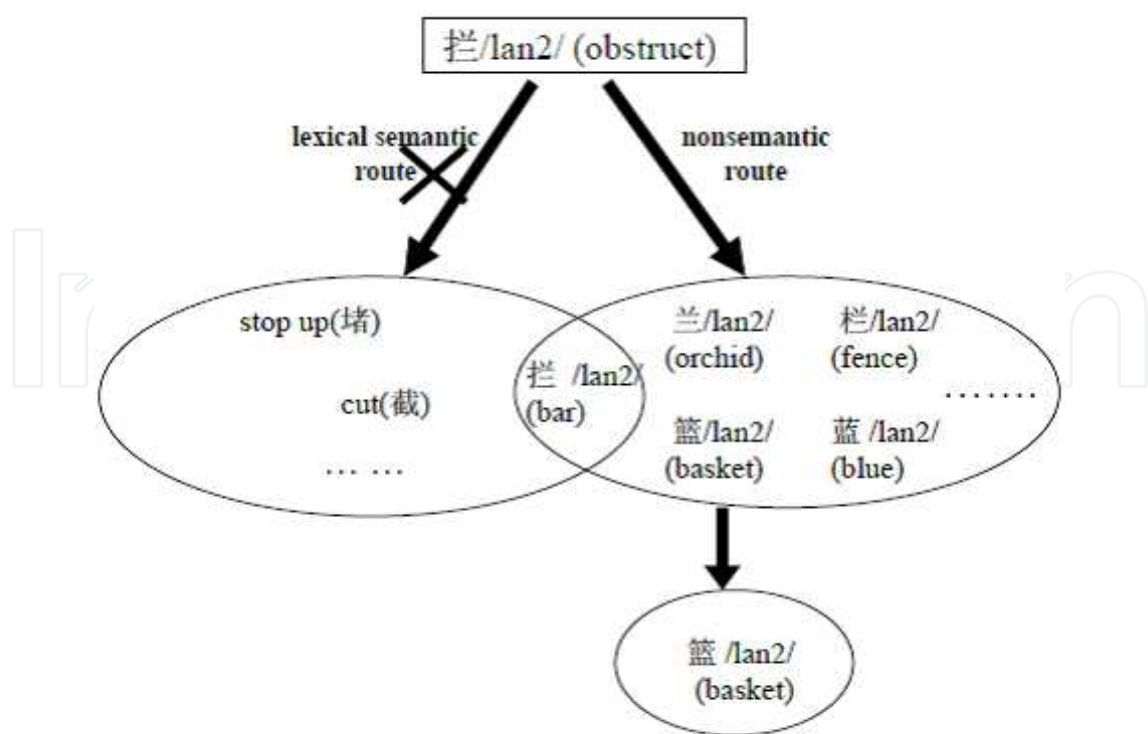 拦/lan2/ (obstruct)
lexical semantic
route
nonsemantic
route
stop up(堵)
cut(截)
... ...
拦 /lan2/
(bar)
兰/lan2/
(orchid)
栏/lan2/
(fence)
.......
篮/lan2/
(basket)
蓝 /lan2/
(blue)
篮 /lan2/
(basket)